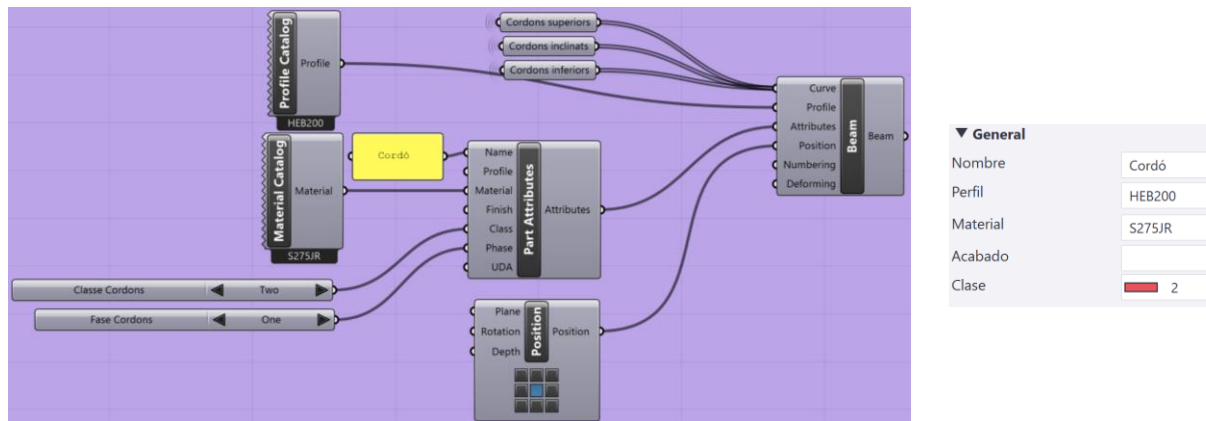 Profile Catalog
Profile
HEB200
Cordons superiors
Cordons inclinats
Cordons inferiors
Material Catalog
Material
S275JR
Cordó
Name
Profile
Material
Finish
Class
Phase
UDA
Part Attributes
Attributes
Classe Cordons
Two
Fase Cordons
One
Plane
Rotation
Depth
Position
Position
Curve
Profile
Attributes
Position
Numbering
Deforming
Beam
Beam
▼ General
Nombre Cordó
Perfil HEB200
Material S275JR
Acabado
Clase 2